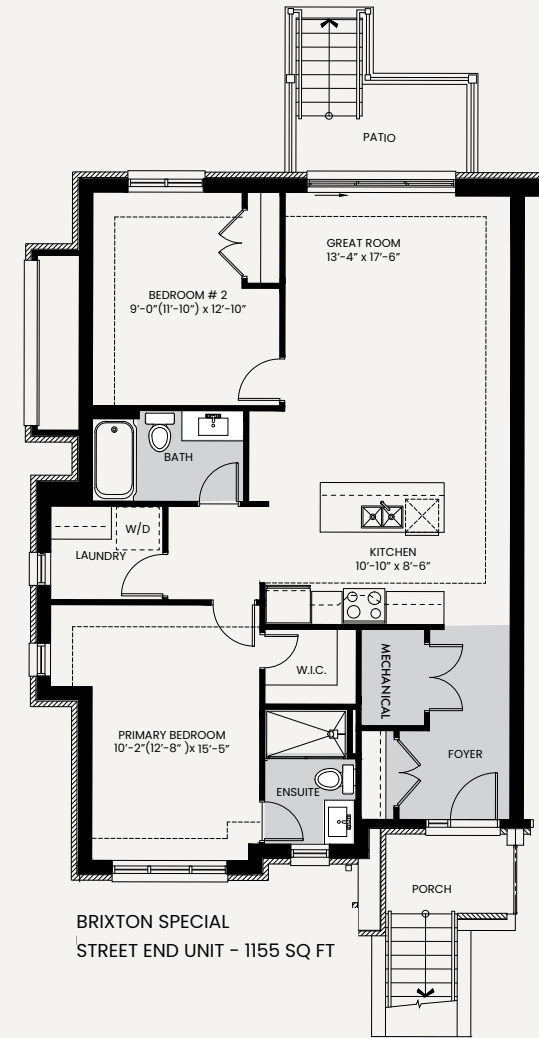 PATIO
GREAT ROOM
13'-4" x 17'-6"
BEDROOM # 2
9'-0"(11'-10") x 12'-10"
BATH
W/D
LAUNDRY
KITCHEN
10'-10" x 8'-6"
W.I.C.
MECHANICAL
PRIMARY BEDROOM
10'-2"(12'-8" )x 15'-5"
FOYER
ENSUITE
PORCH
BRIXTON SPECIAL
STREET END UNIT - 1155 SQ FT